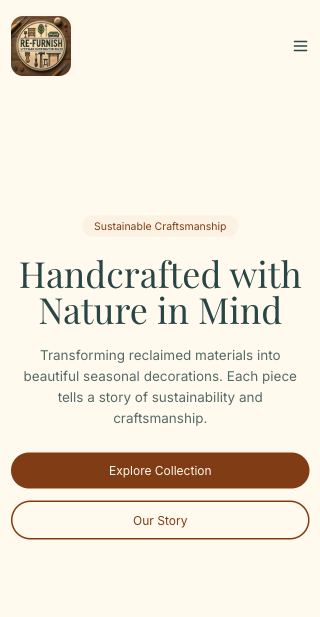 RE-FURNISH
Sustainable Craftsmanship
Handcrafted with
Nature in Mind
Transforming reclaimed materials into
beautiful seasonal decorations. Each piece
tells a story of sustainability and
craftsmanship.
Explore Collection
Our Story